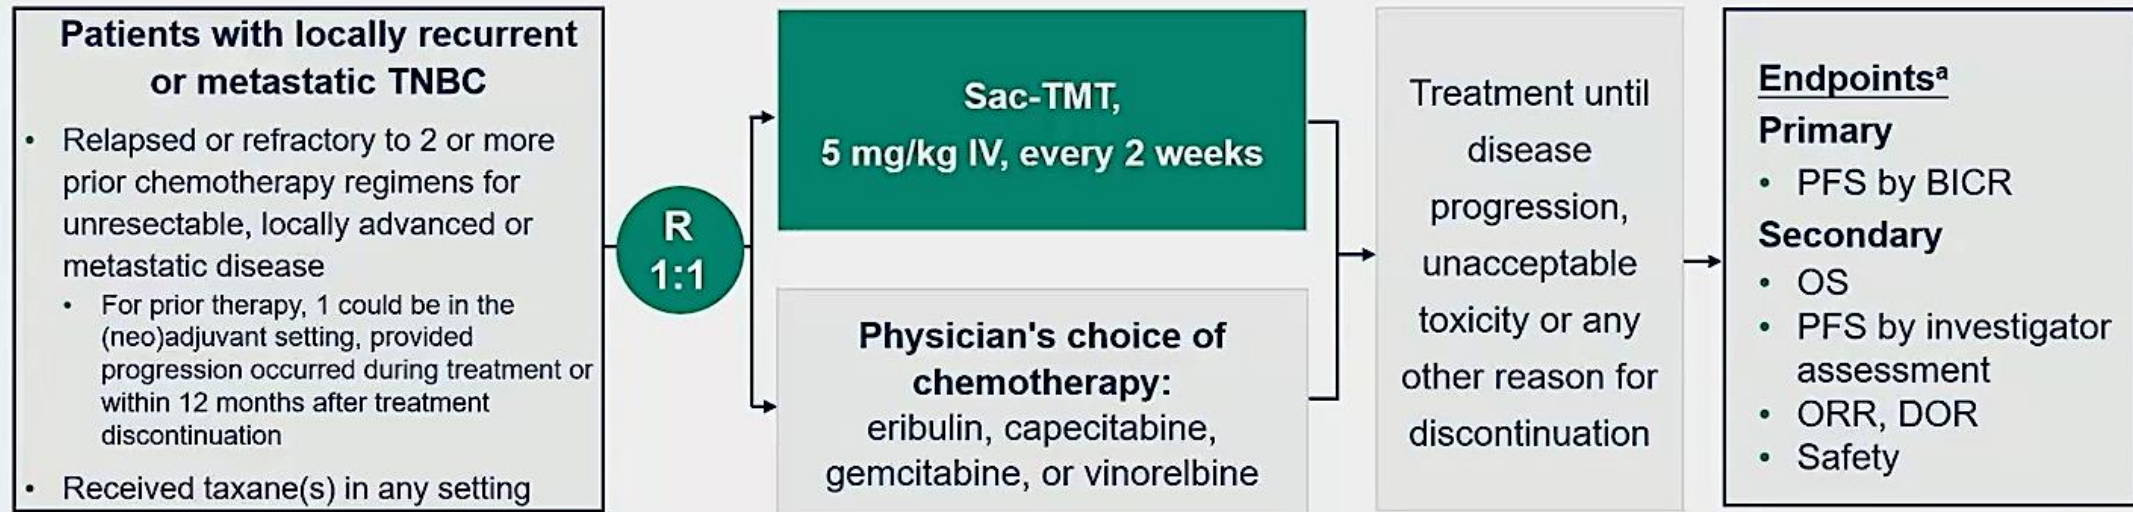 Patients with locally recurrent
or metastatic TNBC
• Relapsed or refractory to 2 or more
prior chemotherapy regimens for
unresectable, locally advanced or
metastatic disease
• For prior therapy, 1 could be in the
(neo)adjuvant setting, provided
progression occurred during treatment or
within 12 months after treatment
discontinuation
• Received taxane(s) in any setting
R
1:1
Sac-TMT,
5 mg/kg IV, every 2 weeks
Physician's choice of
chemotherapy:
eribulin, capecitabine,
gemcitabine, or vinorelbine
Treatment until
disease
progression,
unacceptable
toxicity or any
other reason for
discontinuation
Endpointsᵃ
Primary
• PFS by BICR
Secondary
• OS
• PFS by investigator
assessment
• ORR, DOR
• Safety